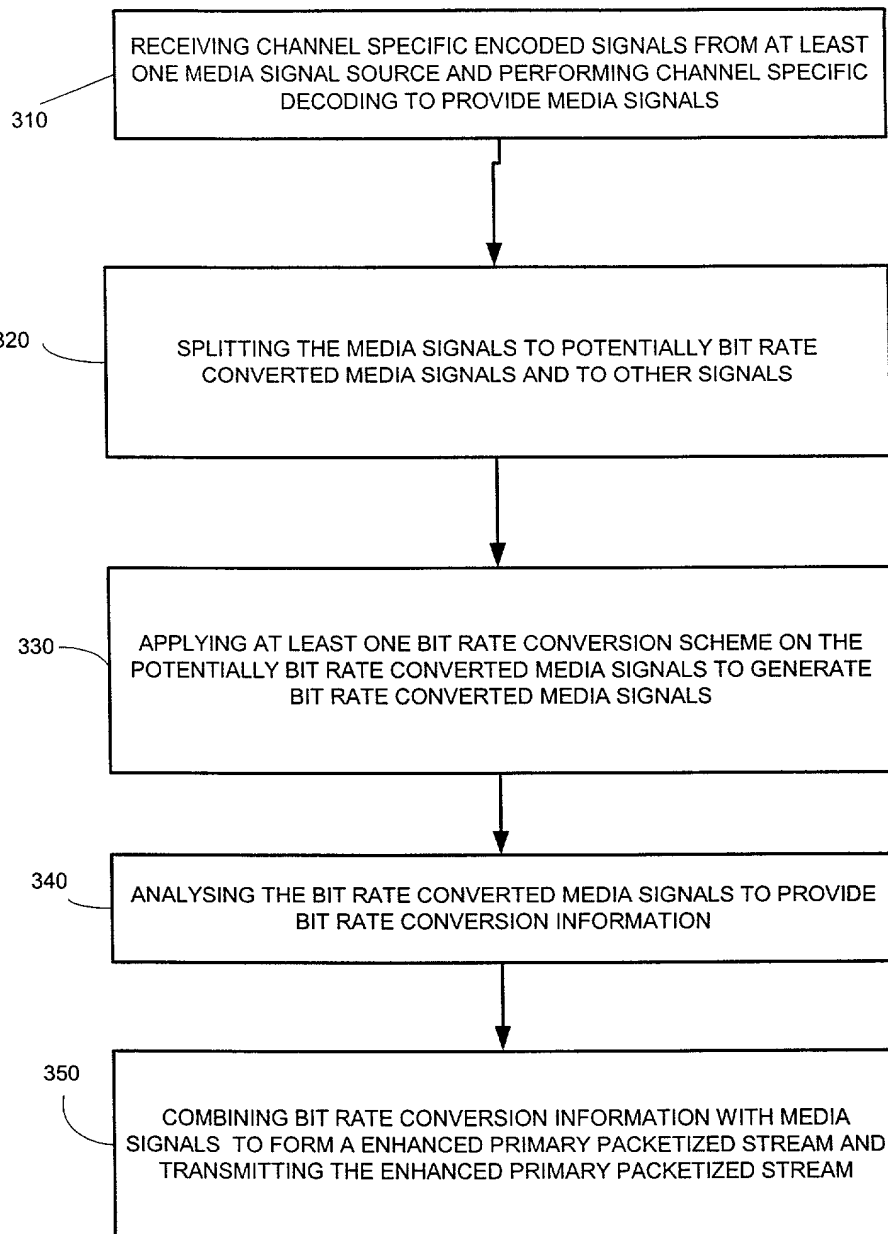 RECEIVING CHANNEL SPECIFIC ENCODED SIGNALS FROM AT LEAST
ONE MEDIA SIGNAL SOURCE AND PERFORMING CHANNEL SPECIFIC
DECODING TO PROVIDE MEDIA SIGNALS
310
SPLITTING THE MEDIA SIGNALS TO POTENTIALLY BIT RATE
CONVERTED MEDIA SIGNALS AND TO OTHER SIGNALS
320
APPLYING AT LEAST ONE BIT RATE CONVERSION SCHEME ON THE
POTENTIALLY BIT RATE CONVERTED MEDIA SIGNALS TO GENERATE
BIT RATE CONVERTED MEDIA SIGNALS
330
ANALYSING THE BIT RATE CONVERTED MEDIA SIGNALS TO PROVIDE
BIT RATE CONVERSION INFORMATION
340
COMBINING BIT RATE CONVERSION INFORMATION WITH MEDIA
SIGNALS TO FORM A ENHANCED PRIMARY PACKETIZED STREAM AND
TRANSMITTING THE ENHANCED PRIMARY PACKETIZED STREAM
350